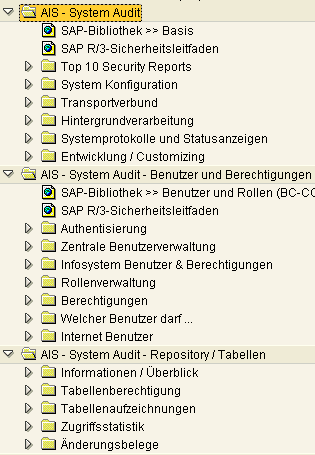 AIS - System Audit
SAP-Bibliothek >> Basis
SAP R/3-Sicherheitsleitfaden
Top 10 Security Reports
System Konfiguration
Transportverbund
Hintergrundverarbeitung
Systemprotokolle und Statusanzeigen
Entwicklung / Customizing
AIS - System Audit - Benutzer und Berechtigungen
SAP-Bibliothek >> Benutzer und Rollen (BC-CC
SAP R/3-Sicherheitsleitfaden
Authentisierung
Zentrale Benutzerverwaltung
Infosystem Benutzer & Berechtigungen
Rollenverwaltung
Berechtigungen
Welcher Benutzer darf ...
Internet Benutzer
AIS - System Audit - Repository / Tabellen
Informationen / Überblick
Tabellenberechtigung
Tabellenaufzeichnungen
Zugriffsstatistik
Änderungsbelege